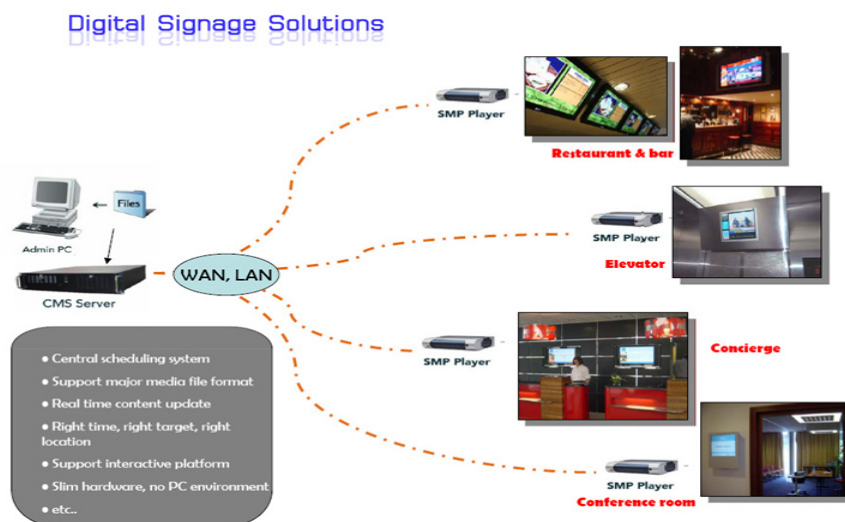 Digital Signage Solutions
SMP Player
Restaurant & bar
Files
Admin PC
CMS Server
WAN, LAN
SMP Player
Elevator
SMP Player
Concierge
SMP Player
Conference room
• Central scheduling system
• Support major media file format
• Real time content update
• Right time, right target, right
location
• Support interactive platform
• Slim hardware, no PC environment
• etc..